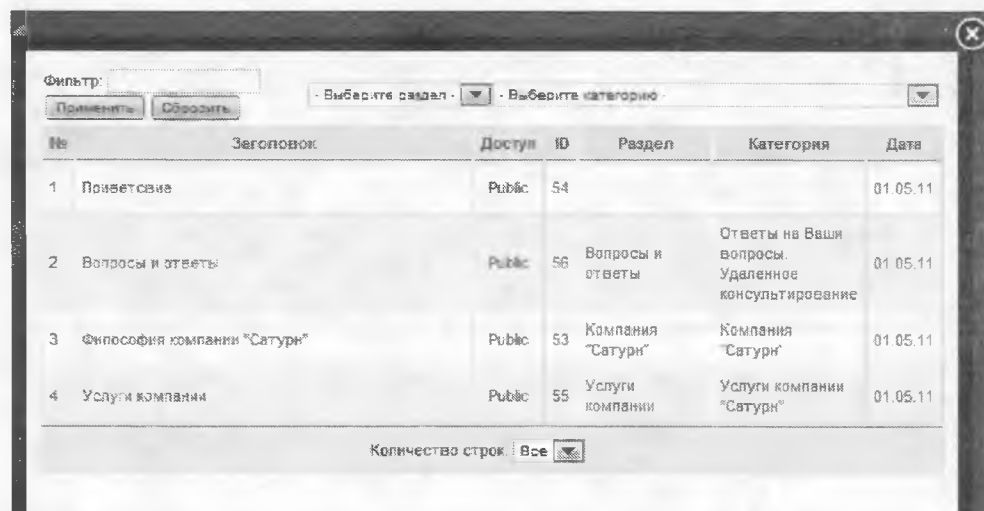 Фильтр:
- Выберите раздел - - Выберите категорию -
Применить Сбросить
№ Заголовок Доступ ID Раздел Категория Дата
1 Приветсвие Public 54 01.05.11
2 Вопросы и ответы Public 56 Вопросы и ответы Ответы на Ваши вопросы. Удаленное консультирование 01.05.11
3 Философия компании "Сатурн" Public 53 Компания "Сатурн" Компания "Сатурн" 01.05.11
4 Услуги компании Public 55 Услуги компании Услуги компании "Сатурн" 01.05.11
Количество строк: Все